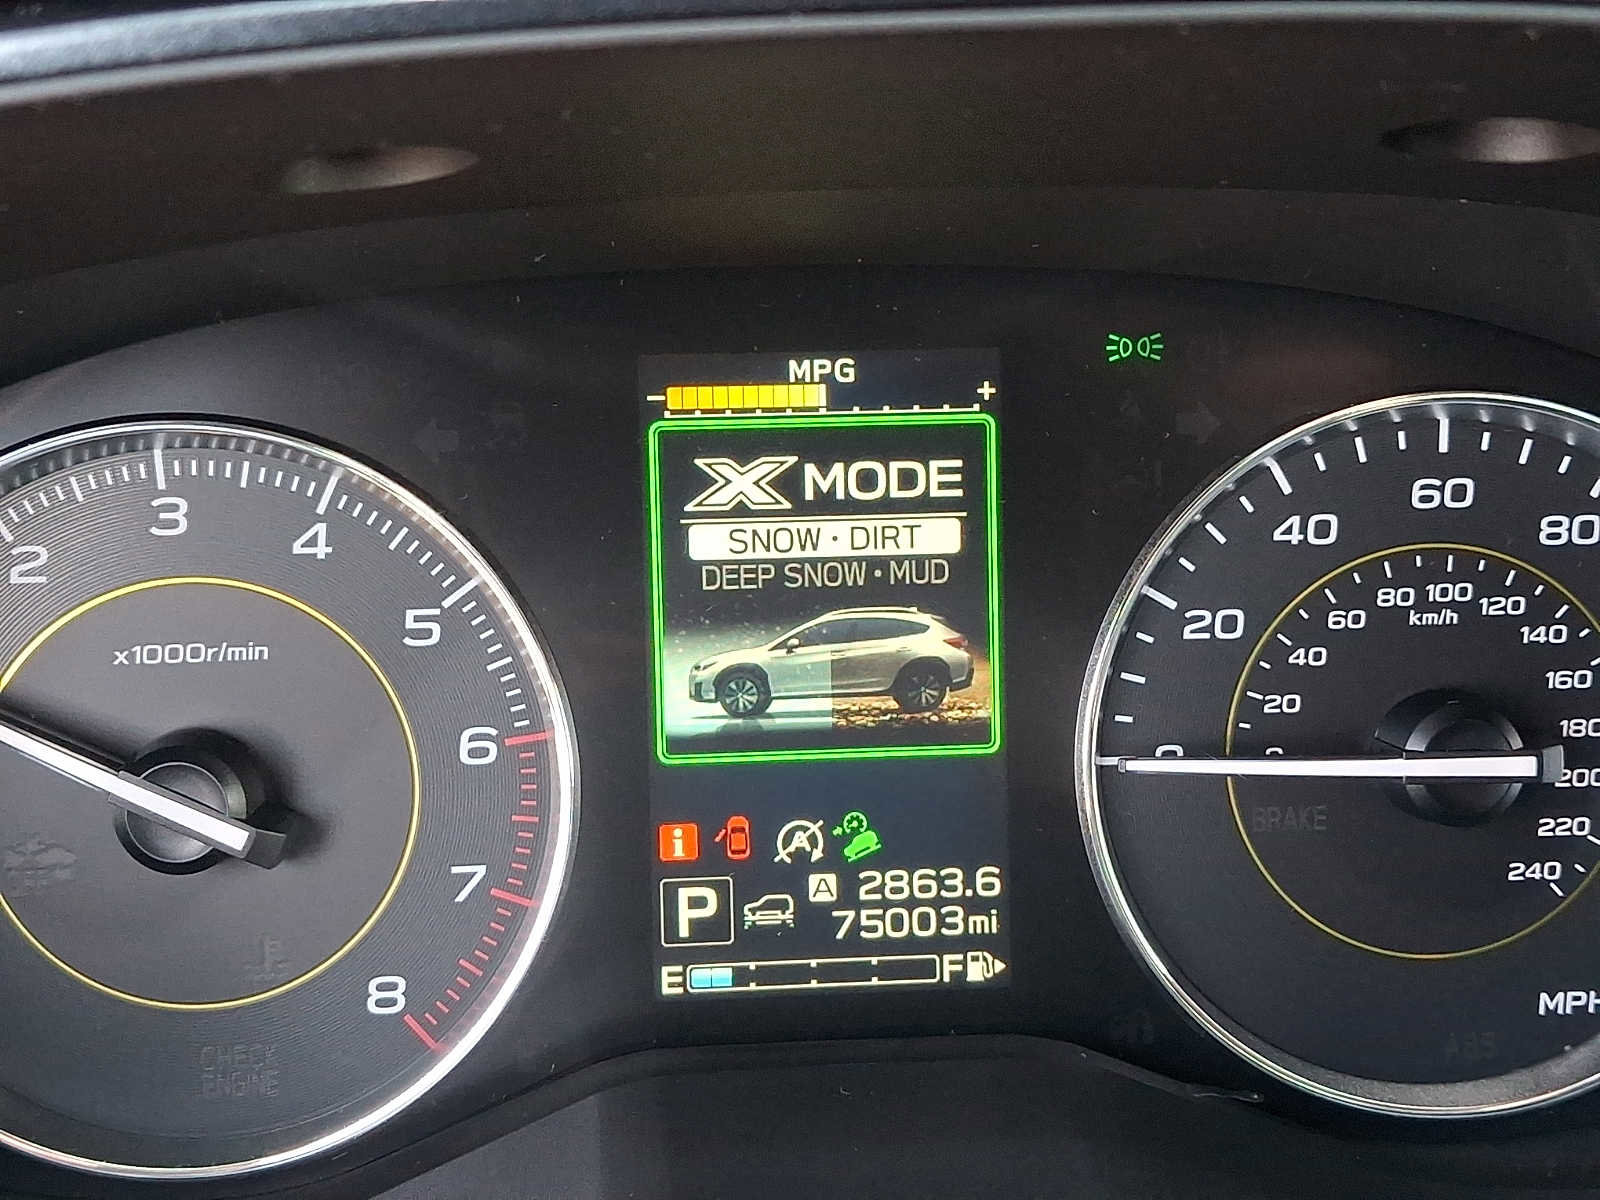 MPG
- +
X MODE
SNOW · DIRT
DEEP SNOW · MUD
i
A
P
A 2863.6
75003mi
E F
2
3
4
5
6
7
8
x1000r/min
CHECK
ENGINE
0
20
40
60
80
0
20
40
60
80
100
120
140
160
180
200
220
240
km/h
BRAKE
MPH
ABS